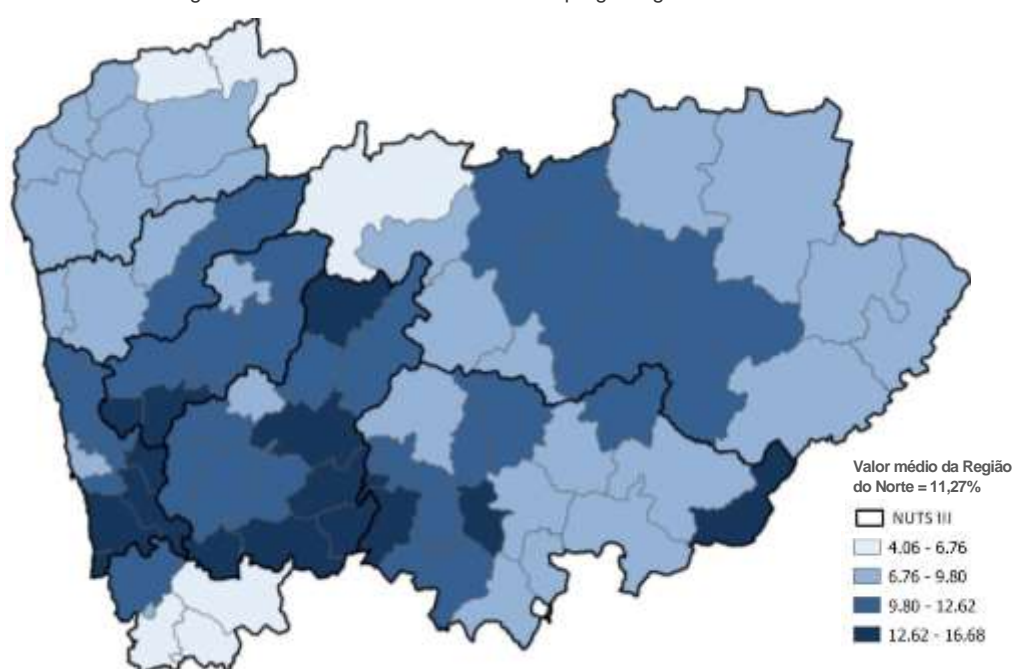 Valor médio da Região
do Norte = 11,27%
NUTS III
4.06 - 6.76
6.76 - 9.80
9.80 - 12.62
12.62 - 16.68